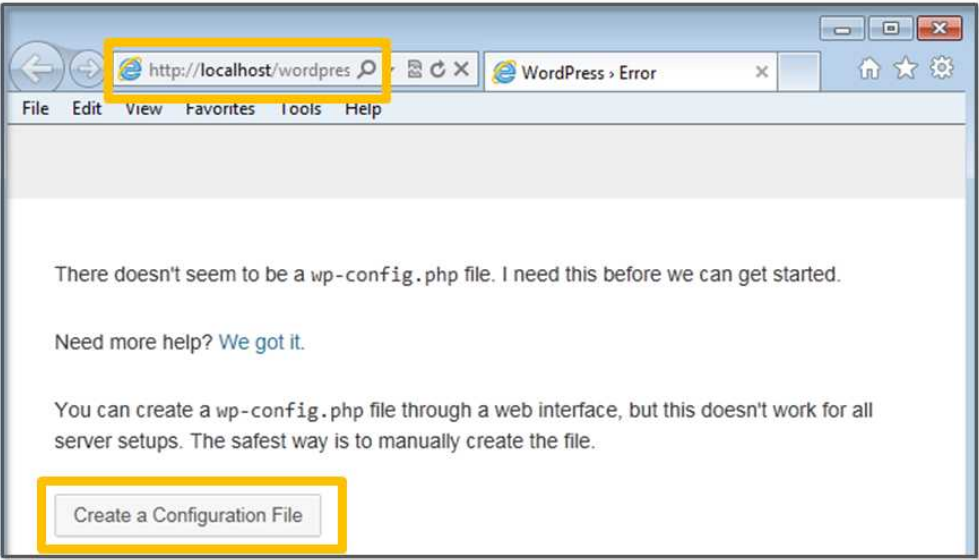 http://localhost/wordpres
WordPress › Error
File Edit View Favorites Tools Help
There doesn't seem to be a wp-config.php file. I need this before we can get started.
Need more help? We got it.
You can create a wp-config.php file through a web interface, but this doesn't work for all
server setups. The safest way is to manually create the file.
Create a Configuration File